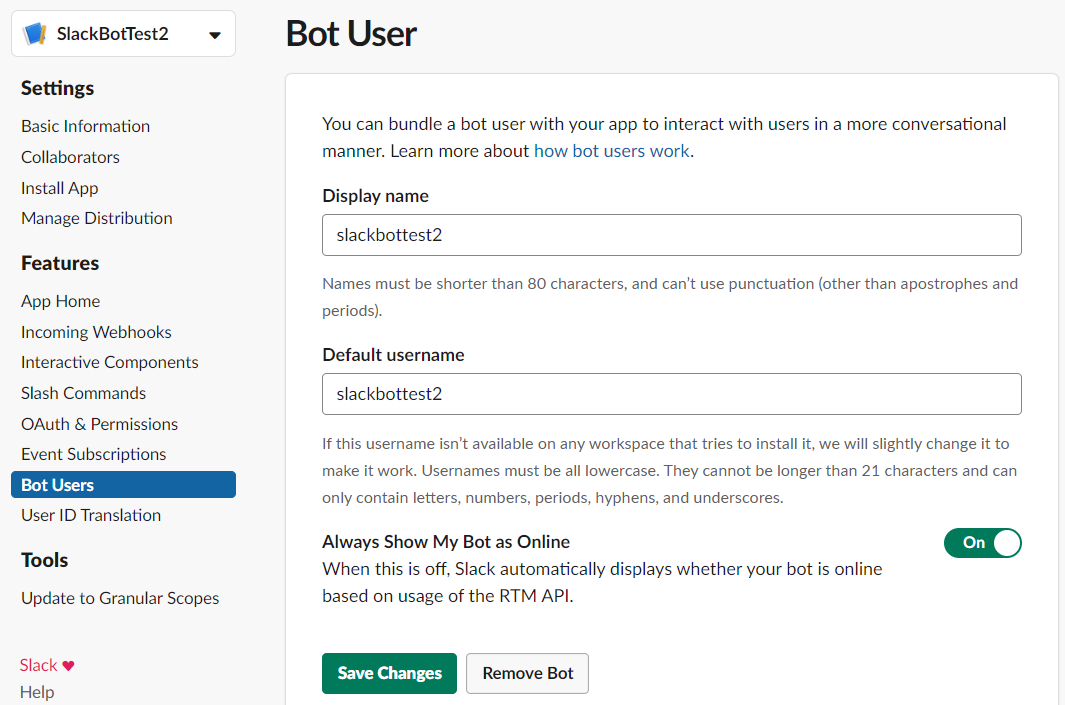 SlackBotTest2
Settings
Basic Information
Collaborators
Install App
Manage Distribution
Features
App Home
Incoming Webhooks
Interactive Components
Slash Commands
OAuth & Permissions
Event Subscriptions
Bot Users
User ID Translation
Tools
Update to Granular Scopes
Slack ♥
Help
Bot User
You can bundle a bot user with your app to interact with users in a more conversational
manner. Learn more about how bot users work.
Display name
slackbottest2
Names must be shorter than 80 characters, and can’t use punctuation (other than apostrophes and
periods).
Default username
slackbottest2
If this username isn’t available on any workspace that tries to install it, we will slightly change it to
make it work. Usernames must be all lowercase. They cannot be longer than 21 characters and can
only contain letters, numbers, periods, hyphens, and underscores.
Always Show My Bot as Online
On
When this is off, Slack automatically displays whether your bot is online
based on usage of the RTM API.
Save Changes
Remove Bot